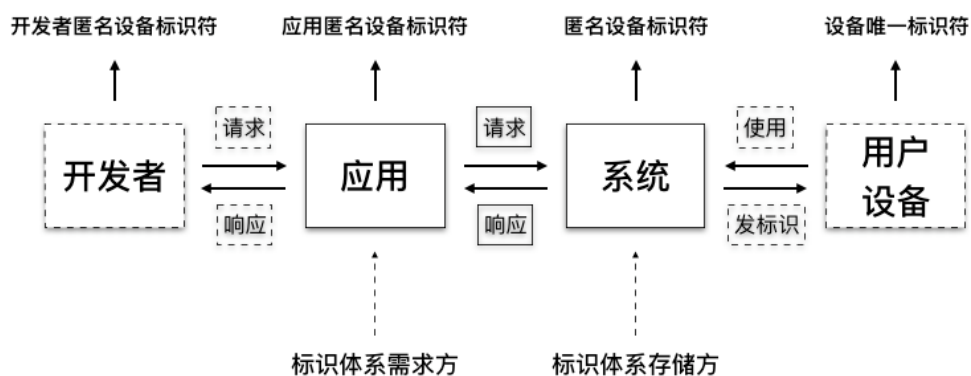 开发者匿名设备标识符
应用匿名设备标识符
匿名设备标识符
设备唯一标识符
请求
请求
使用
开发者
应用
系统
用户
设备
响应
响应
发标识
标识体系需求方
标识体系存储方